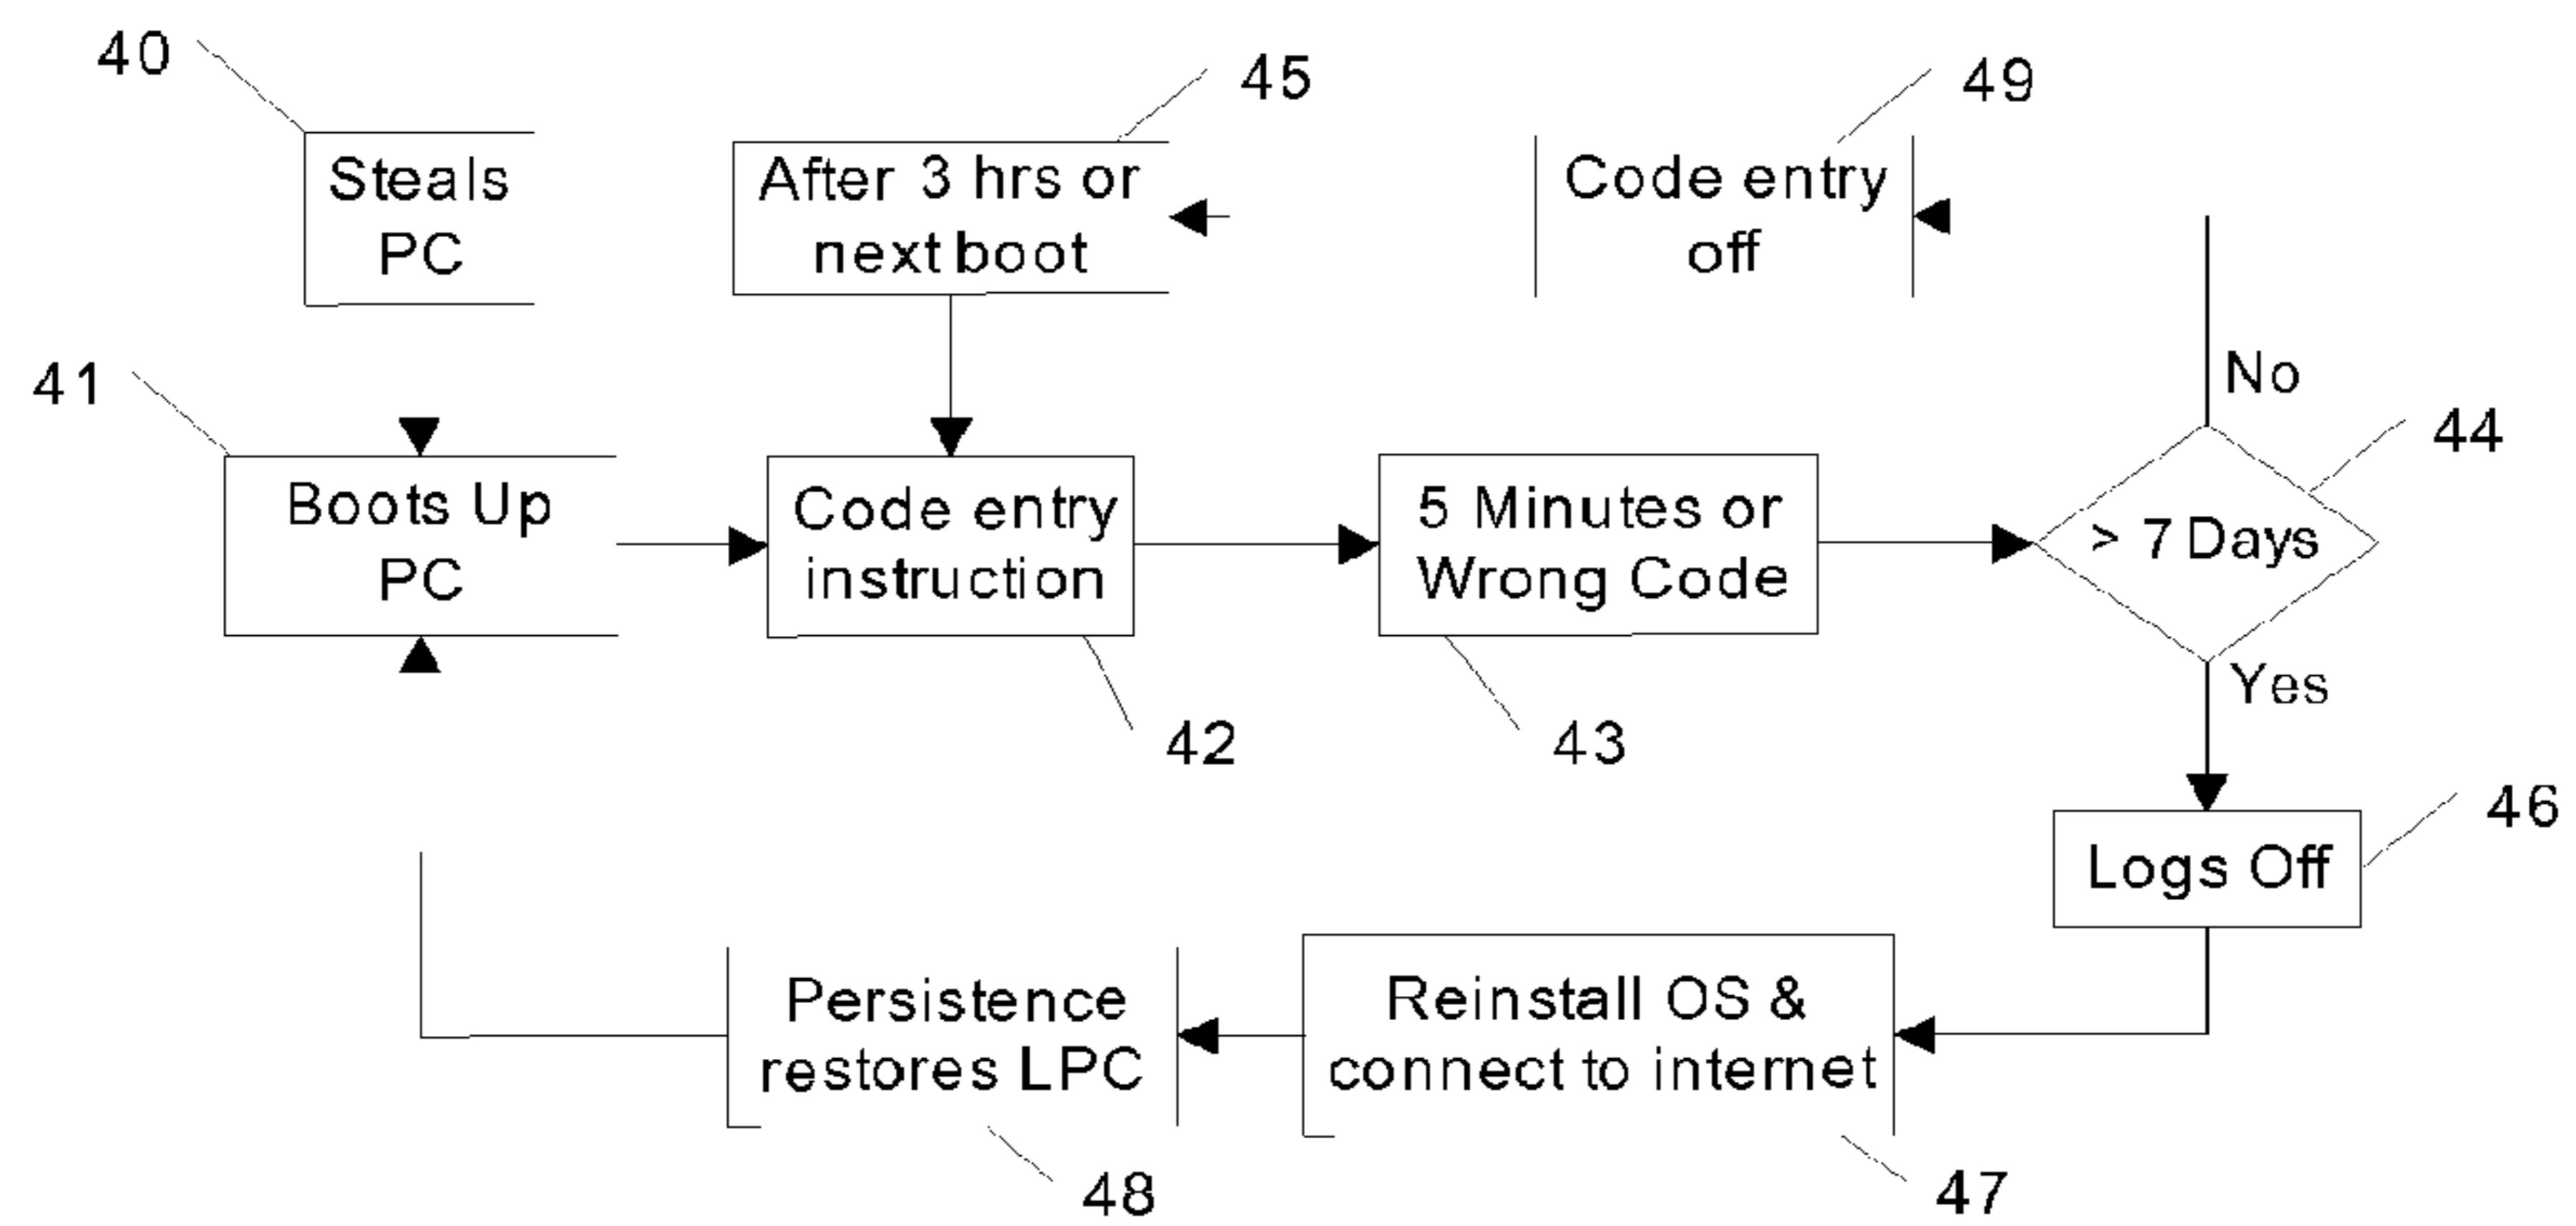 40
45
49
Steals
PC
After 3 hrs or
next boot
Code entry
off
41
No
44
Boots Up
PC
Code entry
instruction
5 Minutes or
Wrong Code
> 7 Days
Yes
42
43
46
Logs Off
Persistence
restores LPC
Reinstall OS &
connect to internet
48
47